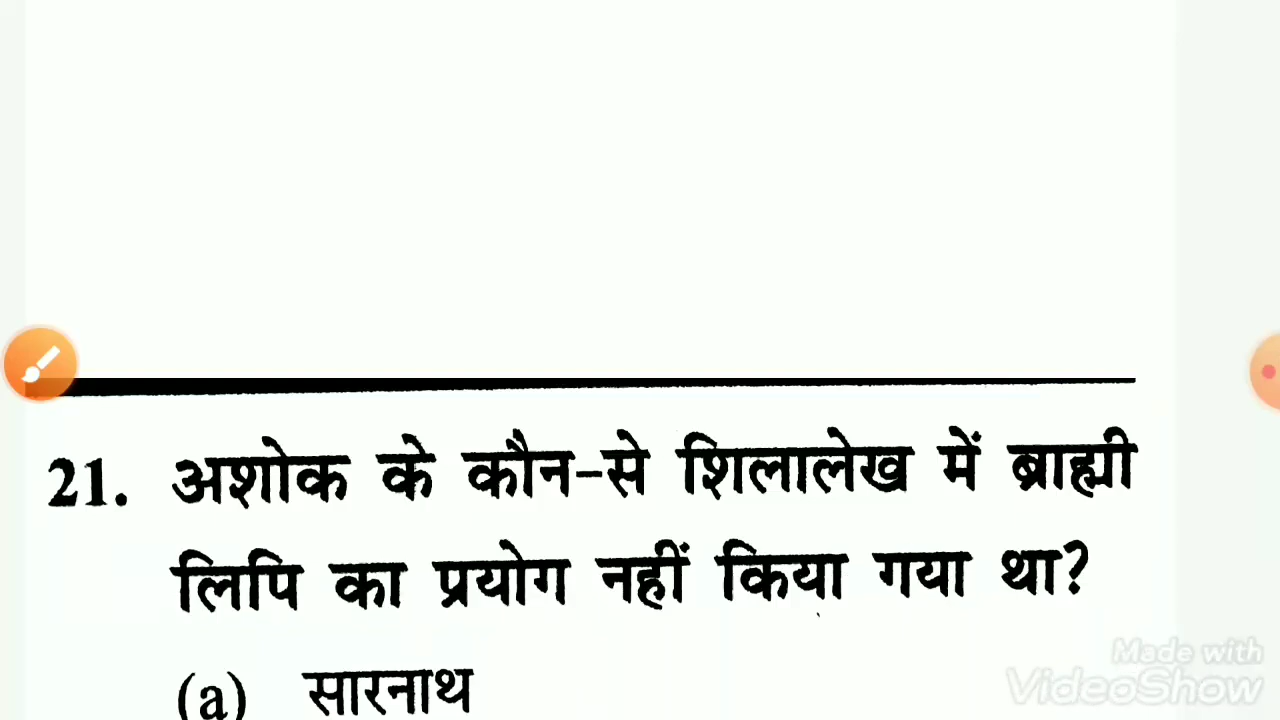 21. अशोक के कौन-से शिलालेख में ब्राह्मी
लिपि का प्रयोग नहीं किया गया था?
(a) सारनाथ
Made with
VideoShow